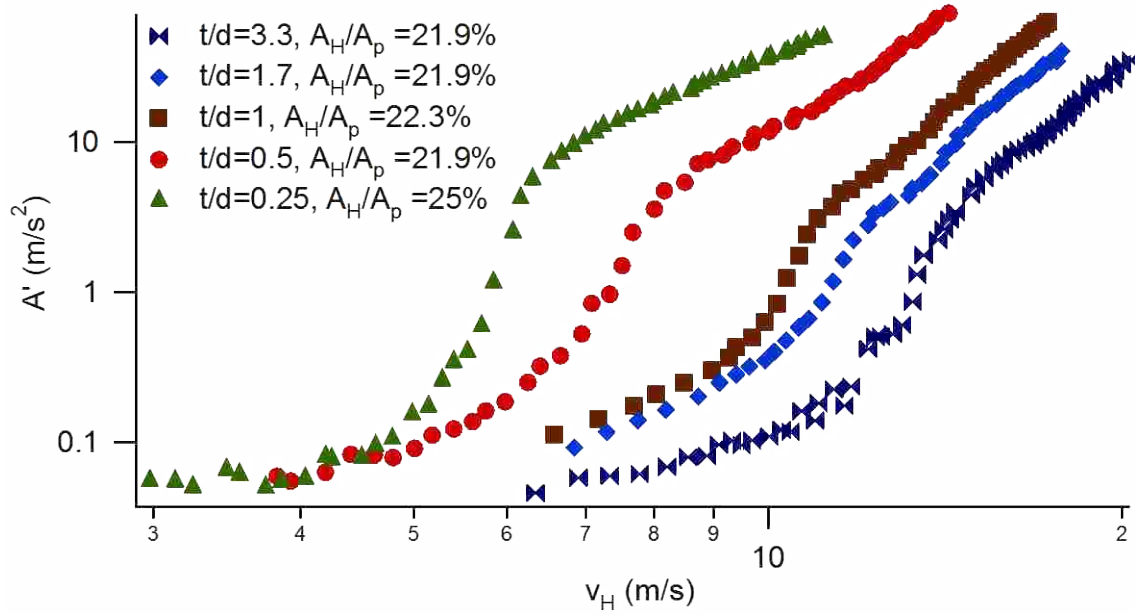 t/d=3.3, A_H/A_p =21.9%
t/d=1.7, A_H/A_p =21.9%
t/d=1, A_H/A_p =22.3%
t/d=0.5, A_H/A_p =21.9%
t/d=0.25, A_H/A_p =25%
10
1
0.1
A' (m/s²)
3 4 5 6 7 8 9 10 2
v_H (m/s)